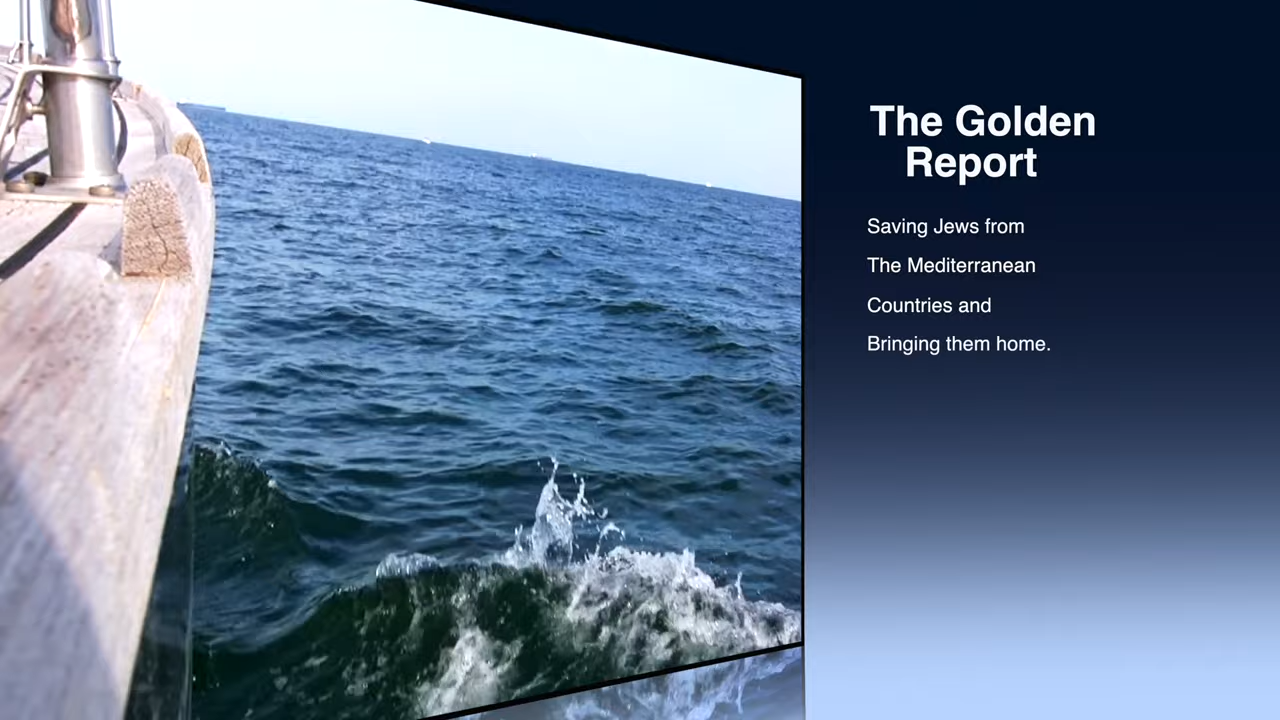 The Golden
Report
Saving Jews from
The Mediterranean
Countries and
Bringing them home.